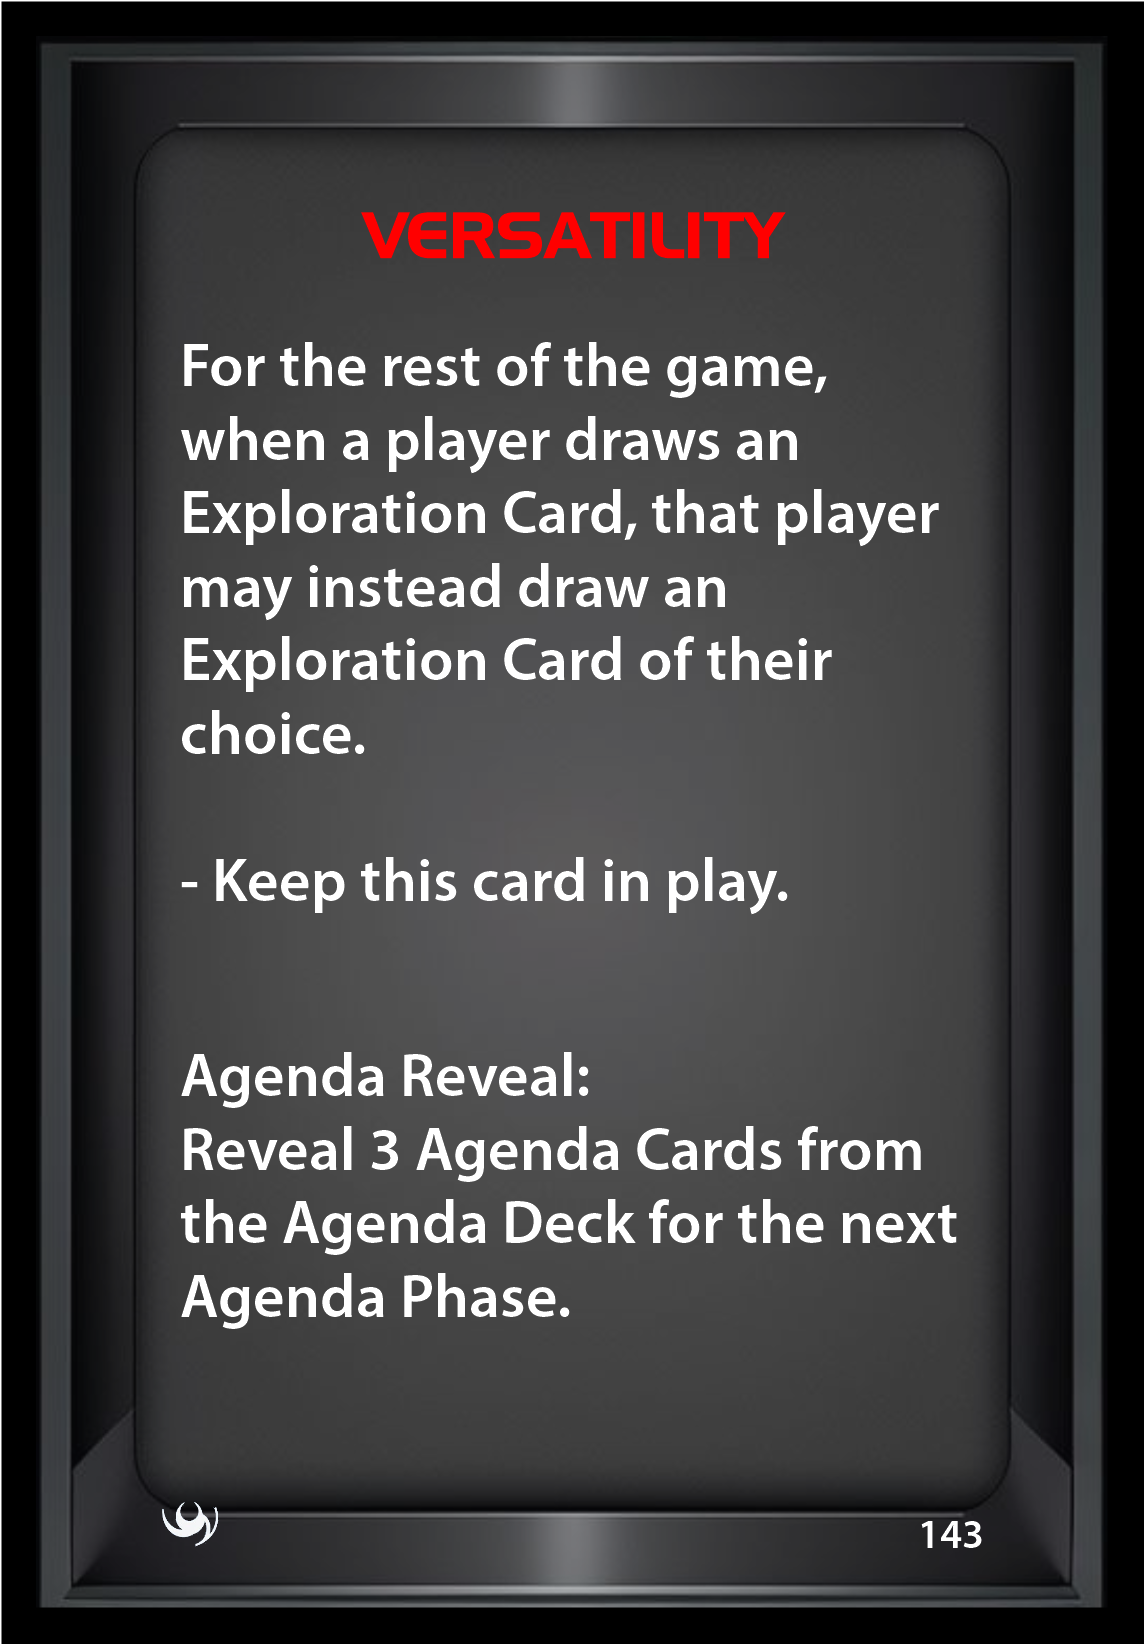 VERSATILITY
For the rest of the game,
when a player draws an
Exploration Card, that player
may instead draw an
Exploration Card of their
choice.
- Keep this card in play.
Agenda Reveal:
Reveal 3 Agenda Cards from
the Agenda Deck for the next
Agenda Phase.
143